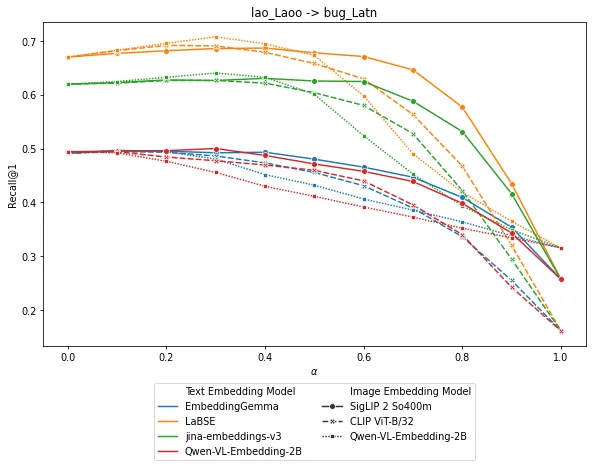 lao_Laoo -> bug_Latn
0.7
0.6
0.5
0.4
0.3
0.2
Recall@1
0.0 0.2 0.4 0.6 0.8 1.0
α
Text Embedding Model Image Embedding Model
EmbeddingGemma SigLIP 2 So400m
LaBSE CLIP ViT-B/32
jina-embeddings-v3 Qwen-VL-Embedding-2B
Qwen-VL-Embedding-2B